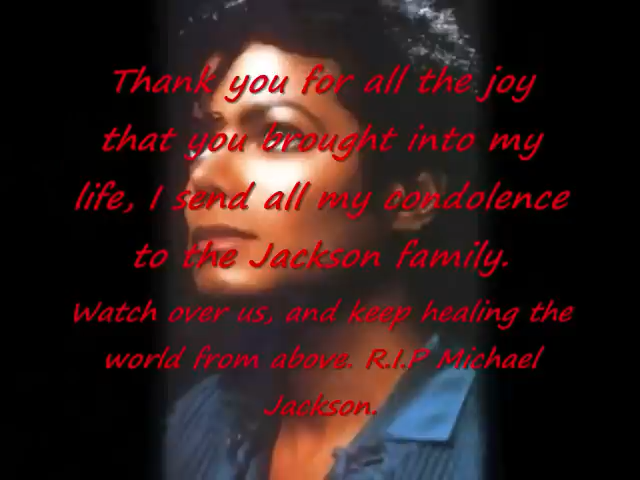 Thank you for all the joy
that you brought into my
life, I send all my condolence
to the Jackson family.
Watch over us, and keep healing the
world from above. R.I.P Michael
Jackson.